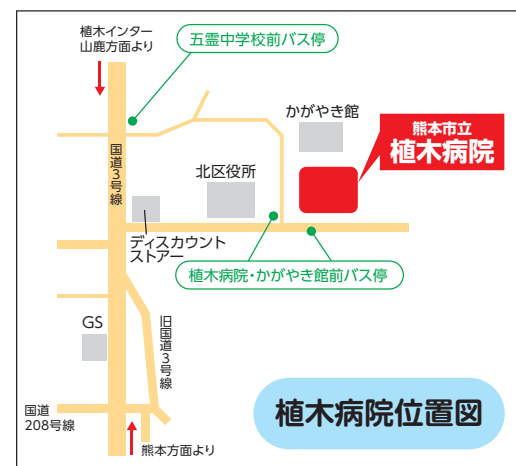 植木インター
山鹿方面より
五霊中学校前バス停
かがやき館
熊本市立
植木病院
国道3号線
北区役所
ディスカウント
ストアー
植木病院・かがやき館前バス停
GS
旧国道3号線
国道
208号線
熊本方面より
植木病院位置図